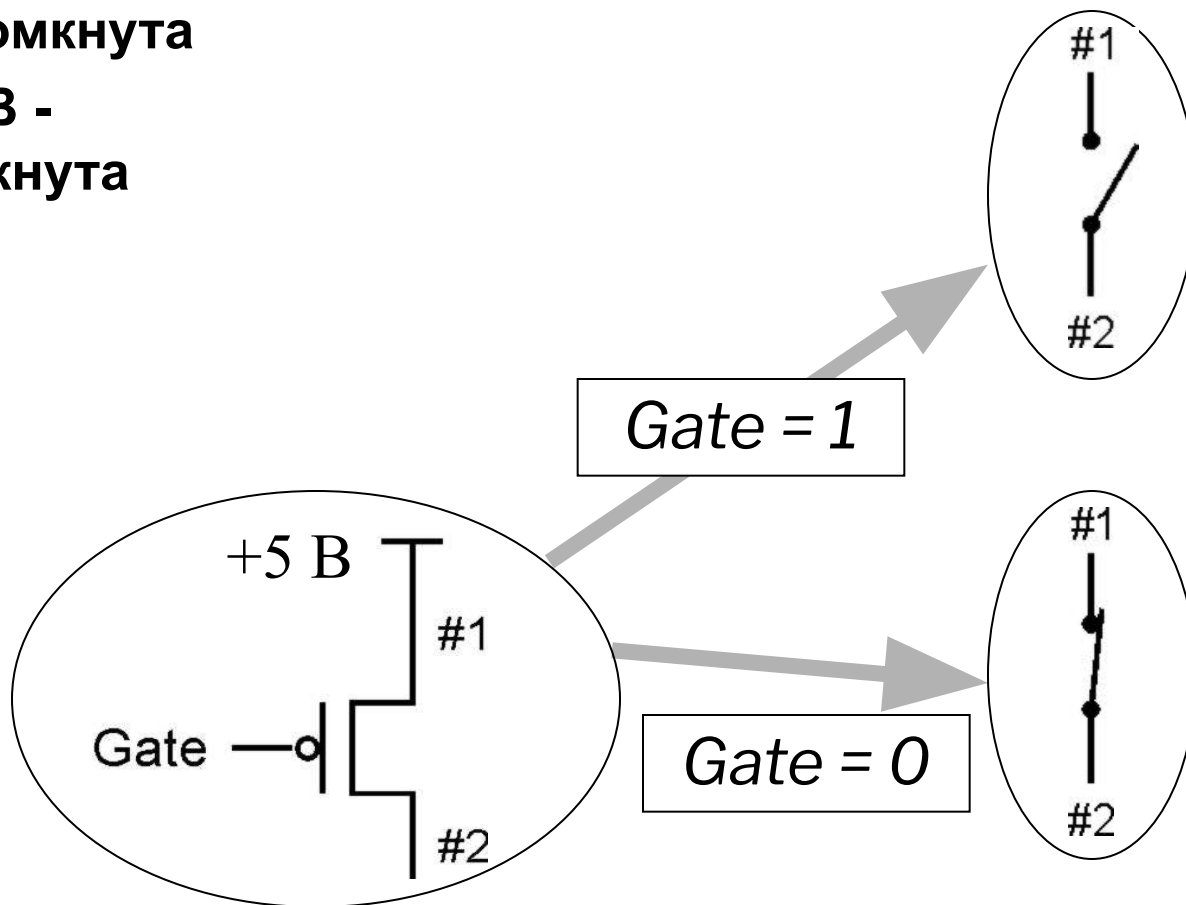 омкнута
В -
кнута
#1
#2
Gate = 1
+5 В
#1
Gate
#2
Gate = 0
#1
#2